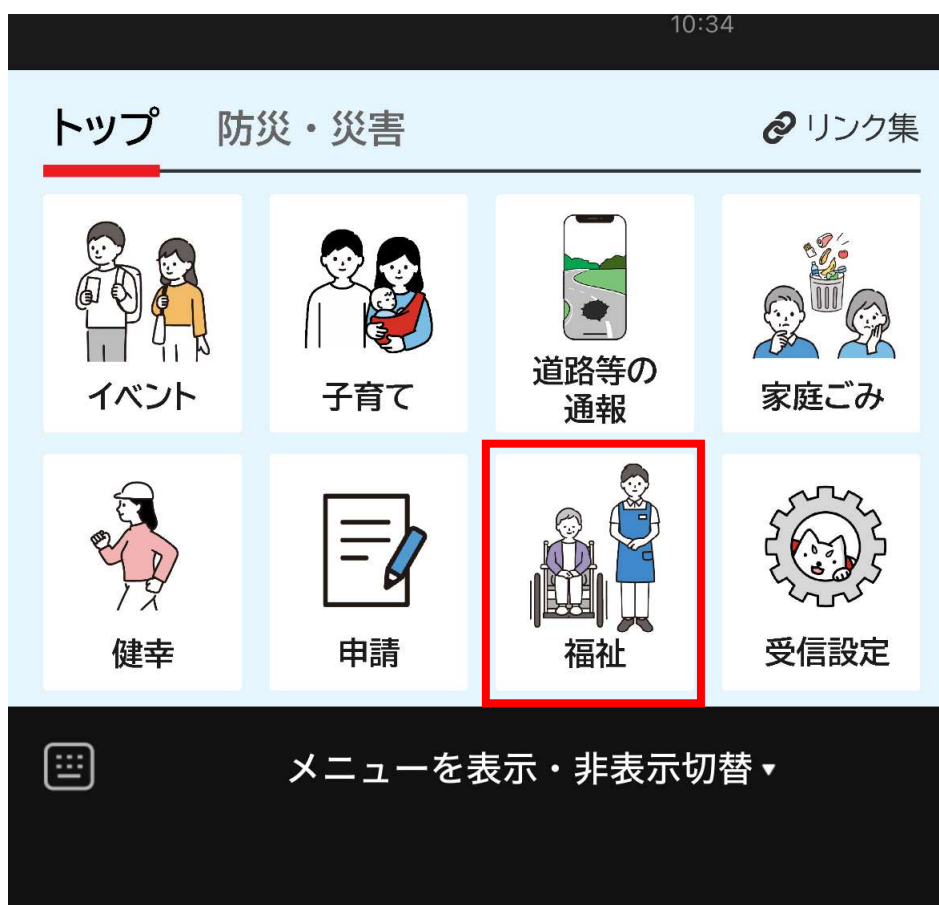 10:34
トップ 防災・災害 リンク集
イベント 子育て 道路等の 家庭ごみ
通報
健幸 申請 福祉 受信設定
メニューを表示・非表示切替▾